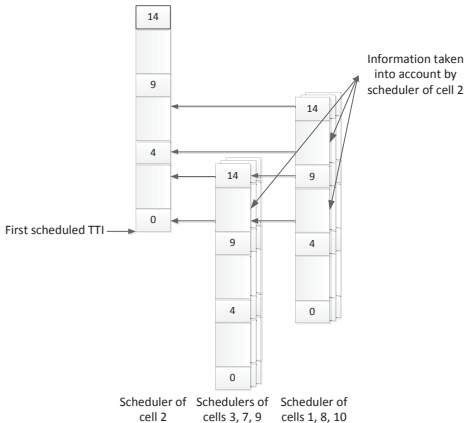 14
9
4
0
First scheduled TTI
14
9
4
0
14
9
4
0
Information taken
into account by
scheduler of cell 2
Scheduler of
cell 2
Schedulers of
cells 3, 7, 9
Scheduler of
cells 1, 8, 10